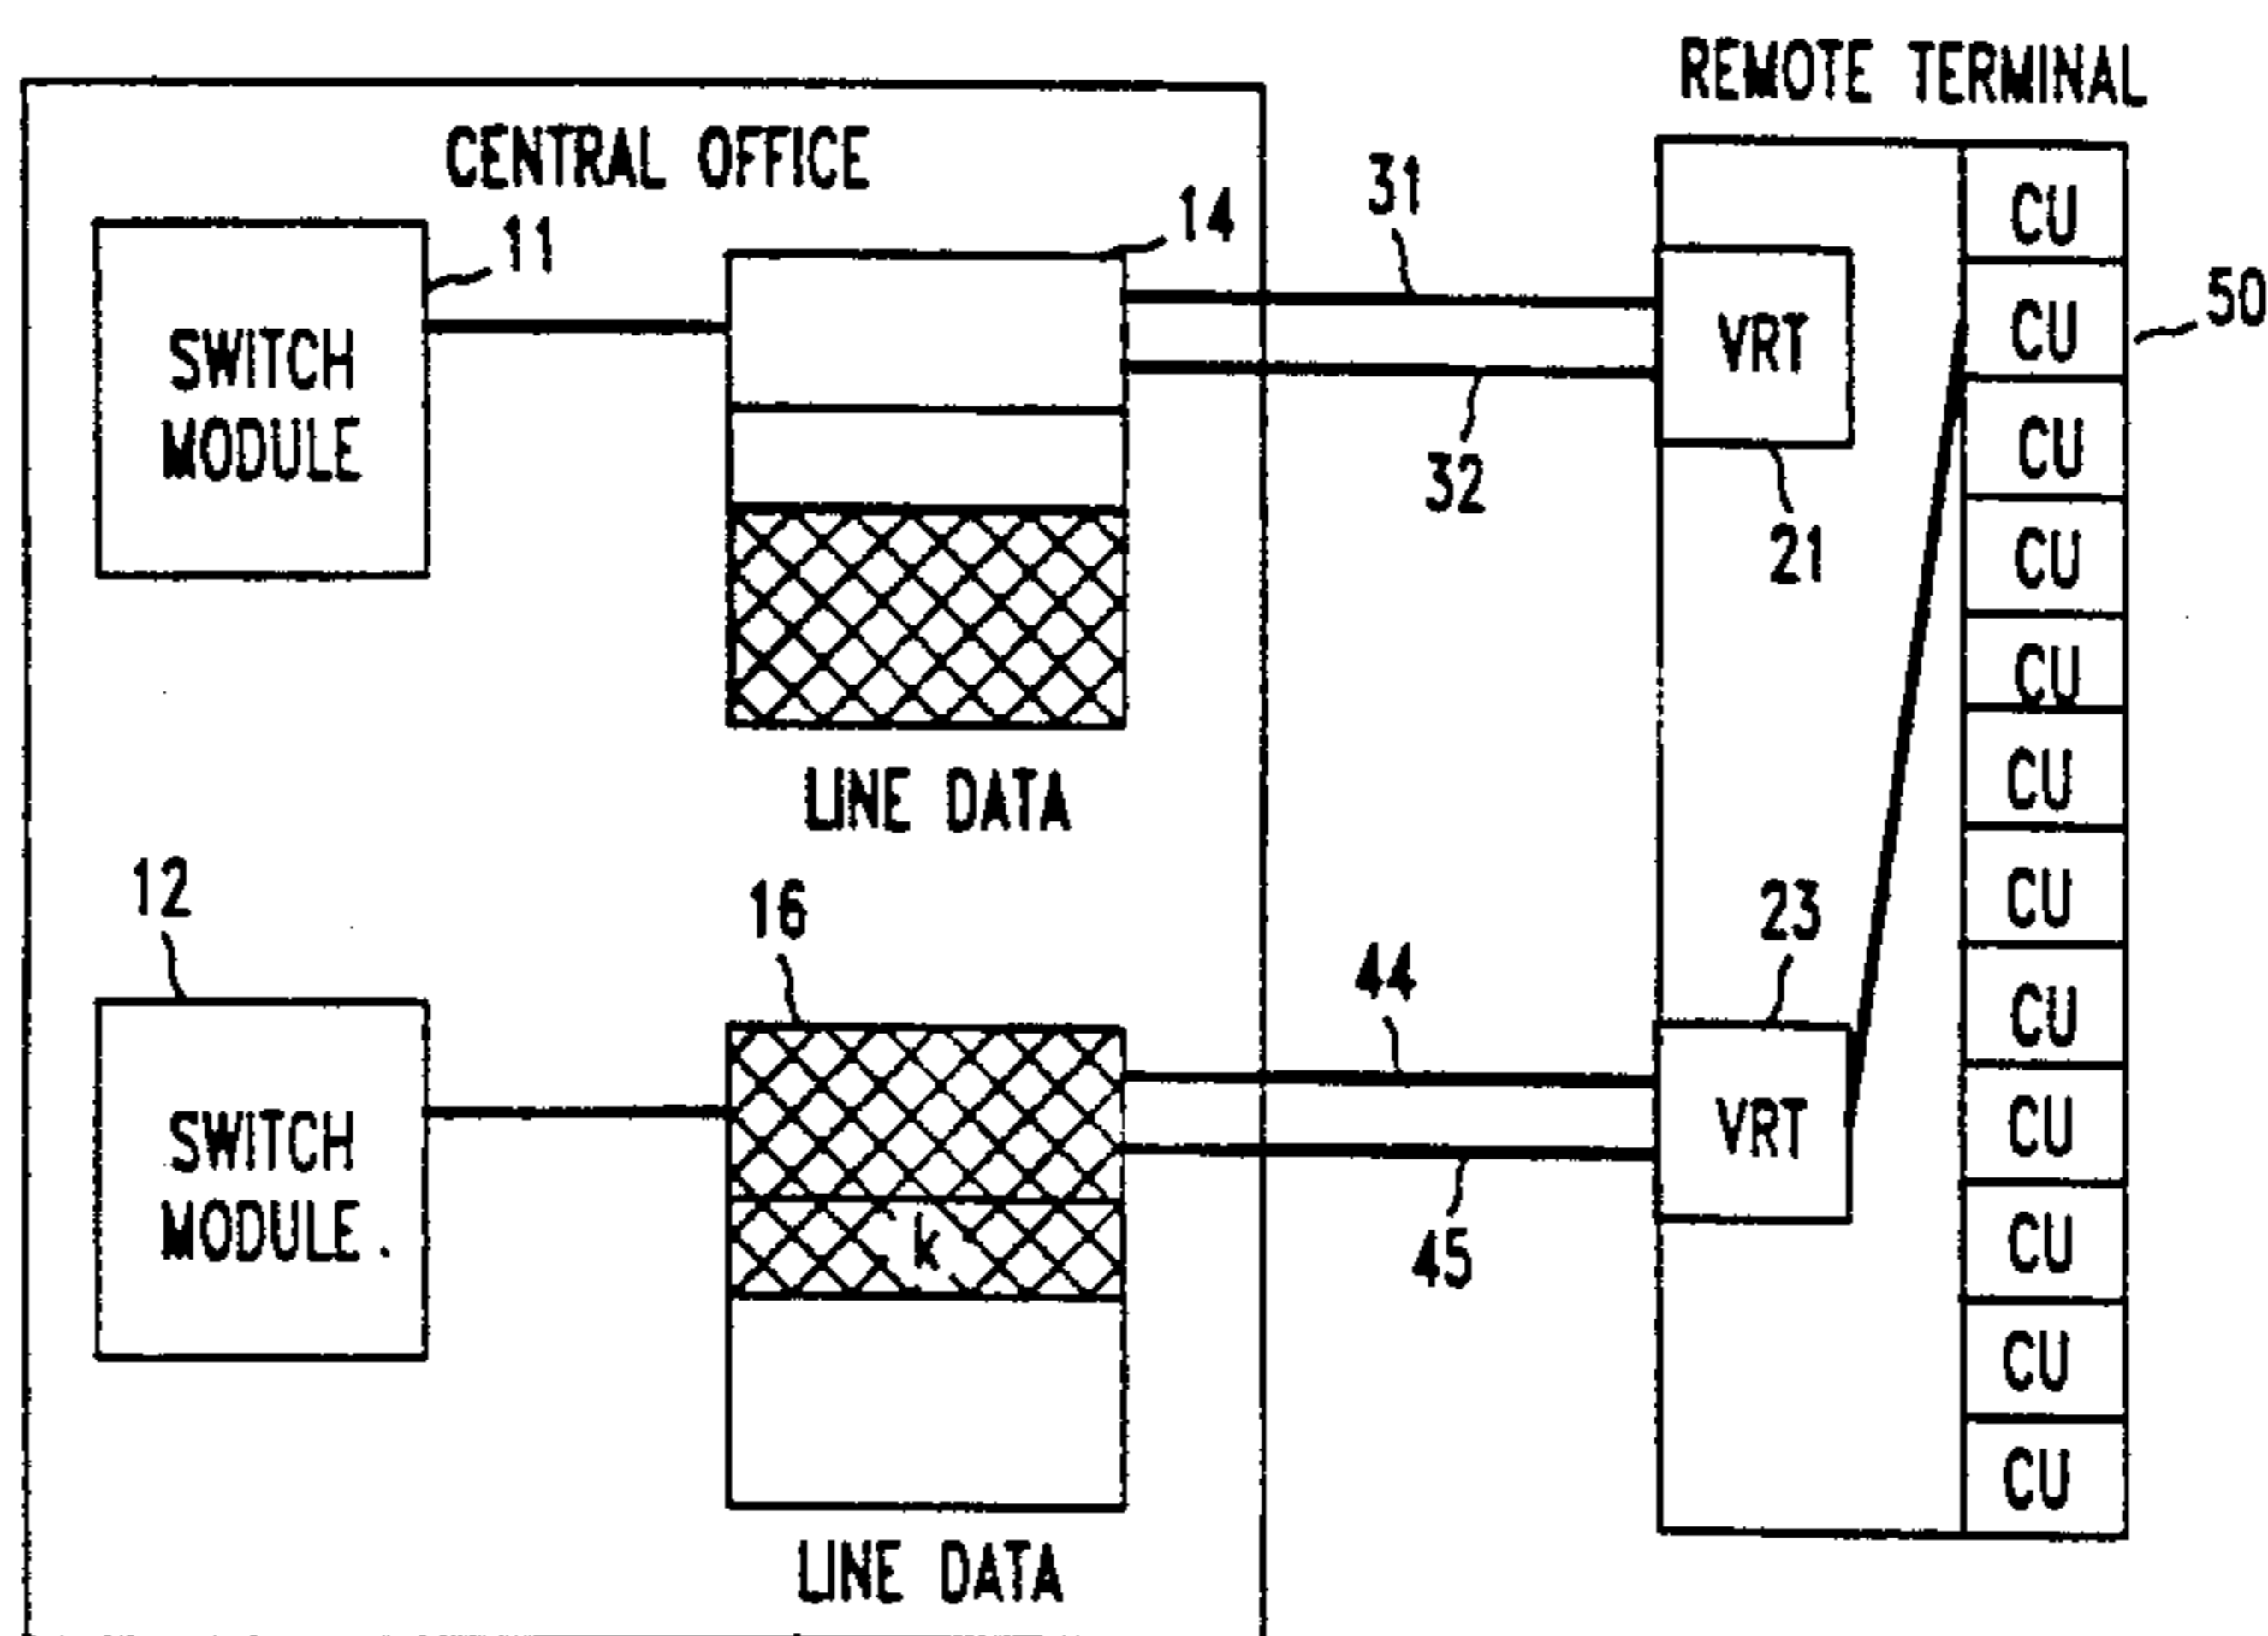 REMOTE TERMINAL
CENTRAL OFFICE
11
14
31
32
SWITCH
MODULE
LINE DATA
VRT
21
50
12
16
44
45
23
SWITCH
MODULE.
k
LINE DATA
VRT
CU
CU
CU
CU
CU
CU
CU
CU
CU
CU
CU
CU